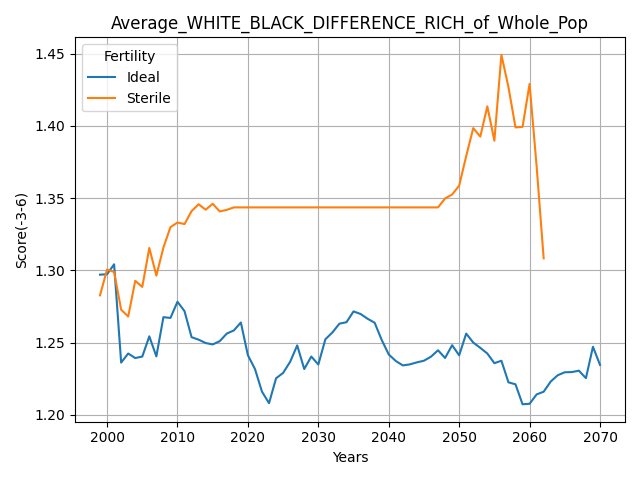 Average_WHITE_BLACK_DIFFERENCE_RICH_of_Whole_Pop
Fertility
Ideal
Sterile
Score(-3-6)
1.45
1.40
1.35
1.30
1.25
1.20
2000 2010 2020 2030 2040 2050 2060 2070
Years